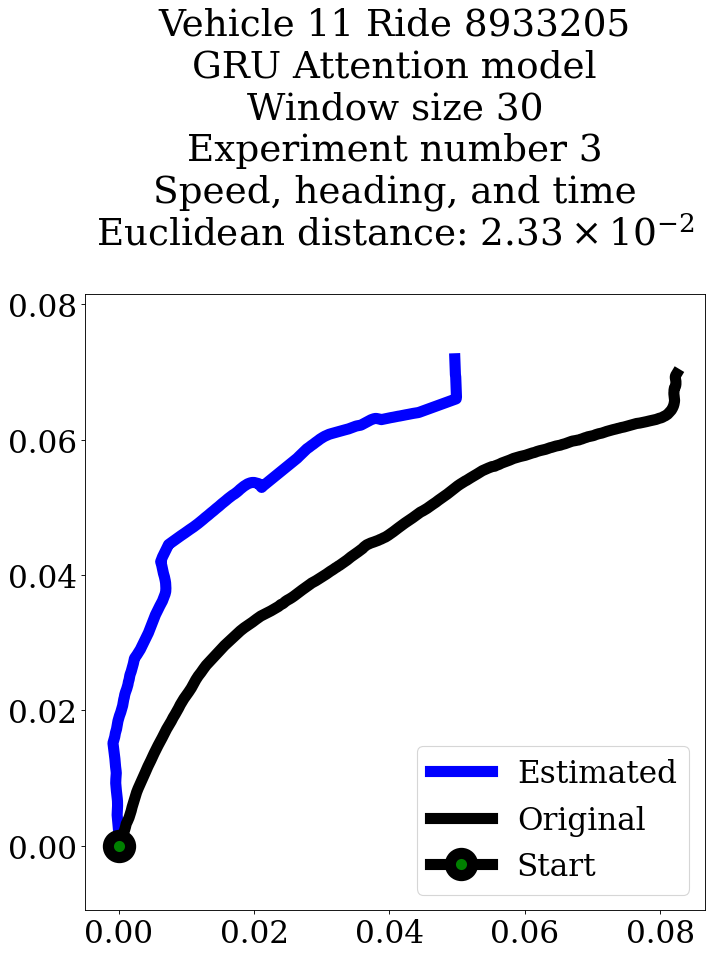 Vehicle 11 Ride 8933205
GRU Attention model
Window size 30
Experiment number 3
Speed, heading, and time
Euclidean distance: 2.33 × 10⁻²
0.08
0.06
0.04
0.02
0.00
Estimated
Original
Start
0.00 0.02 0.04 0.06 0.08